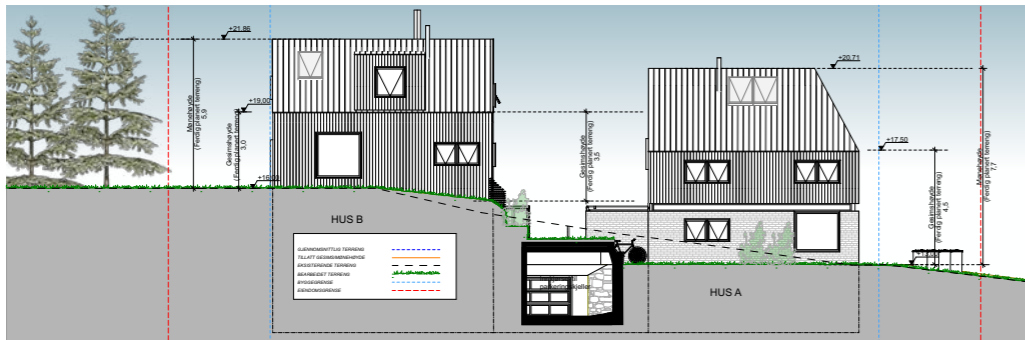 +21.86
+20.71
+19.00
+17.50
Mønehøyde
(Ferdig planert terreng)
5,9
Gesimshøyde
(Ferdig planert terreng)
3,0
Gesimshøyde
(Ferdig planert terreng)
3,5
Gesimshøyde
(Ferdig planert terreng)
4,5
Mønehøyde
(Ferdig planert terreng)
7,7
HUS B
HUS A
GJENNOMSNITTLIG TERRENG
TILLATT GESIMS/MØNEHØYDE
EKSISTERENDE TERRENG
BEARBEIDET TERRENG
BYGGEGRENSE
EIENDOMSGRENSE
parkeringskjeller